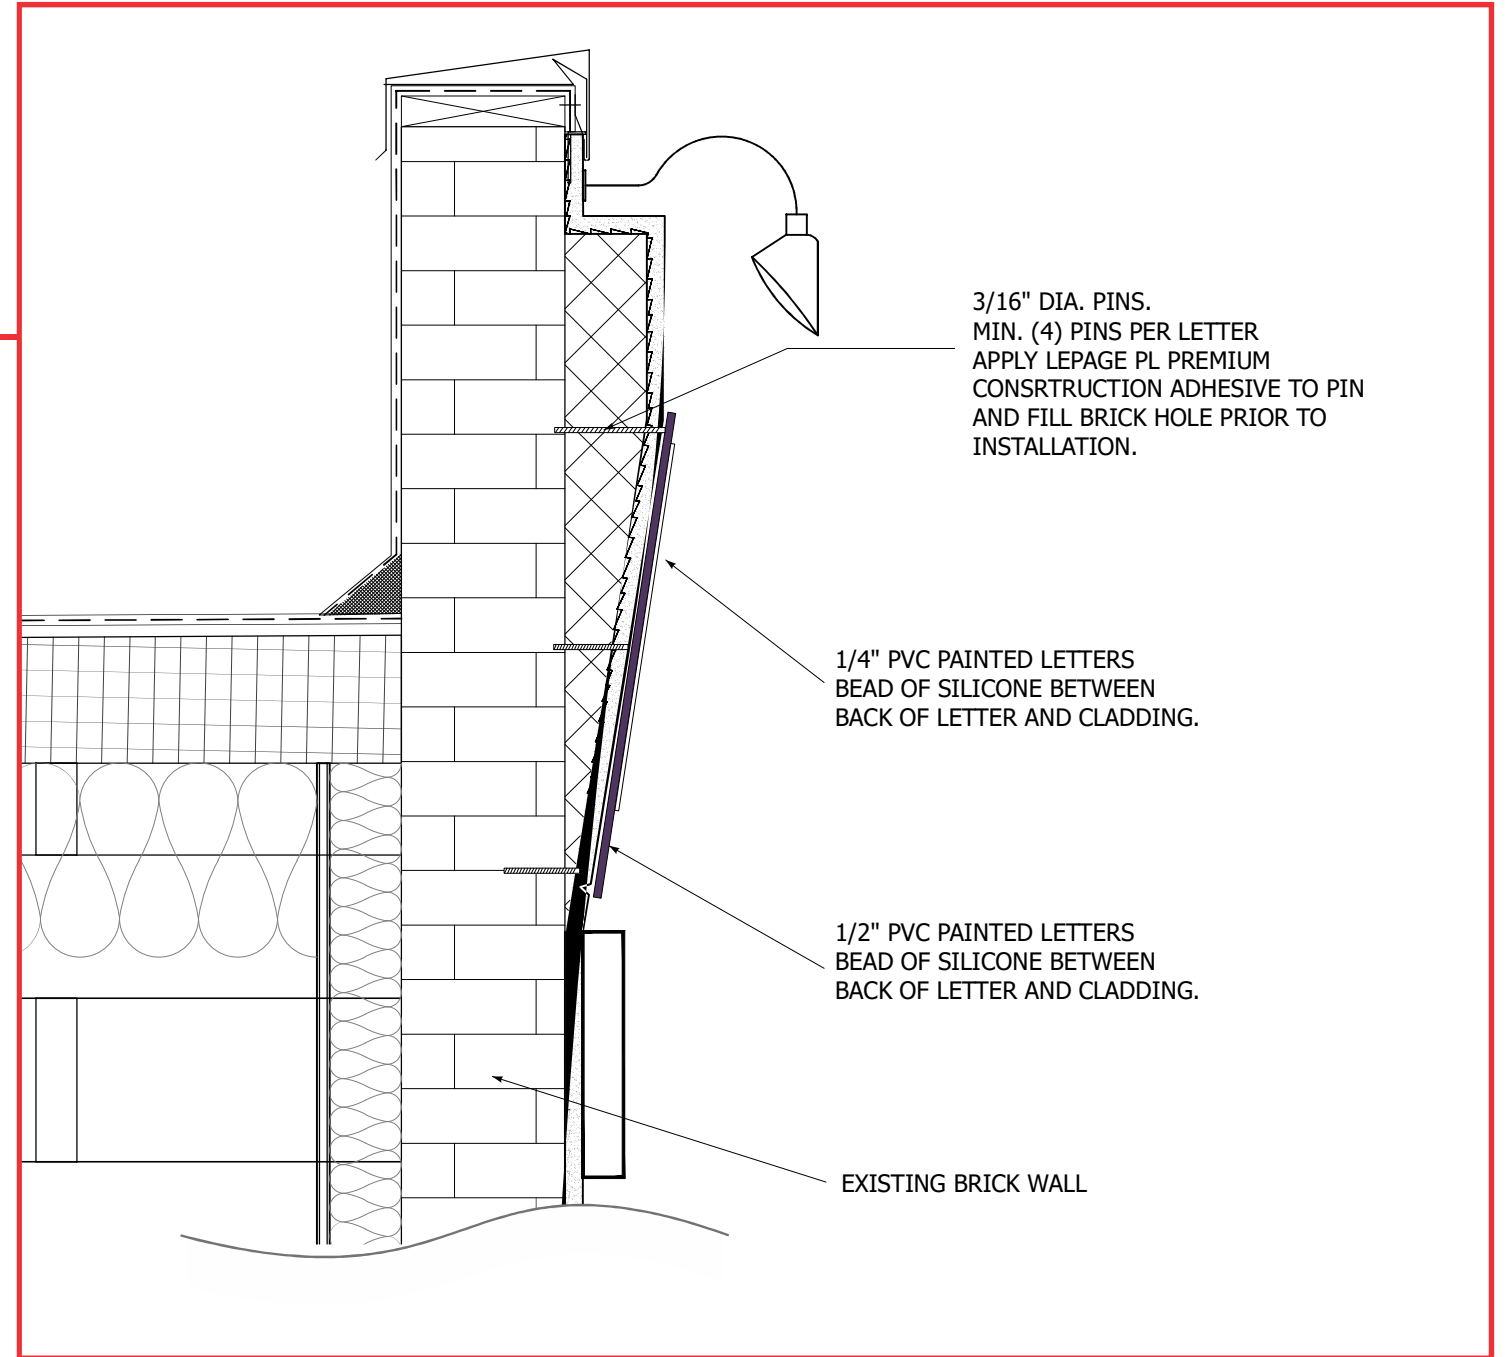 3/16" DIA. PINS.
MIN. (4) PINS PER LETTER
APPLY LEPAGE PL PREMIUM
CONSRTRUCTION ADHESIVE TO PIN
AND FILL BRICK HOLE PRIOR TO
INSTALLATION.
1/4" PVC PAINTED LETTERS
BEAD OF SILICONE BETWEEN
BACK OF LETTER AND CLADDING.
1/2" PVC PAINTED LETTERS
BEAD OF SILICONE BETWEEN
BACK OF LETTER AND CLADDING.
EXISTING BRICK WALL